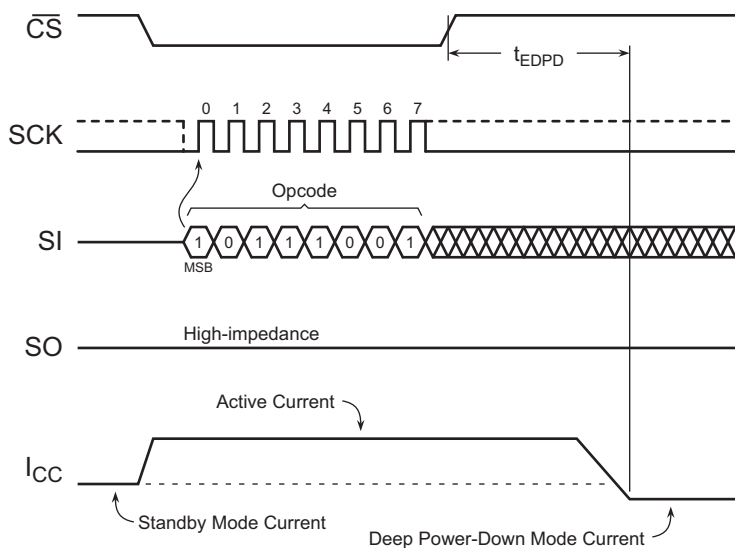 CS
tEDPD
0 1 2 3 4 5 6 7
SCK
Opcode
SI
1 0 1 1 1 0 0 1
MSB
High-impedance
SO
Active Current
ICC
Standby Mode Current
Deep Power-Down Mode Current